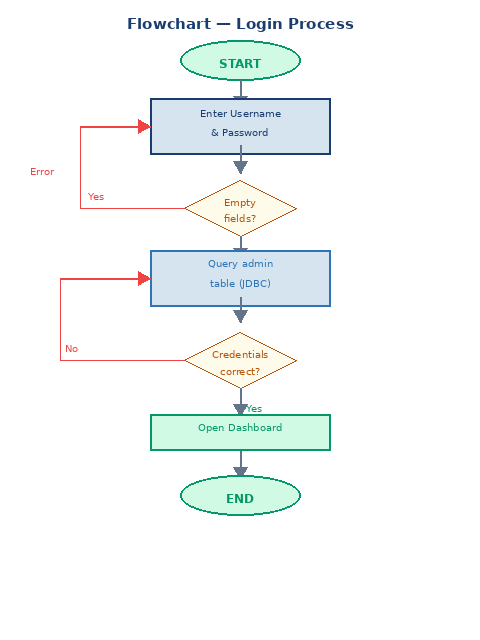 Flowchart — Login Process
START
Enter Username
& Password
Error
Yes
Empty
fields?
Query admin
table (JDBC)
No
Credentials
correct?
Yes
Open Dashboard
END